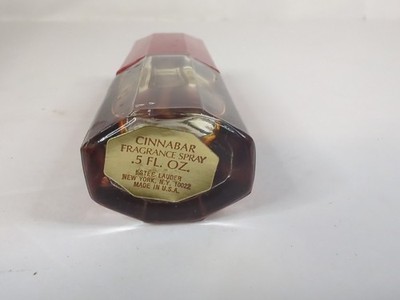 CINNABAR
FRAGRANCE SPRAY
.5 FL. OZ.
ESTEE LAUDER
NEW YORK, N.Y. 10022
MADE IN U.S.A.